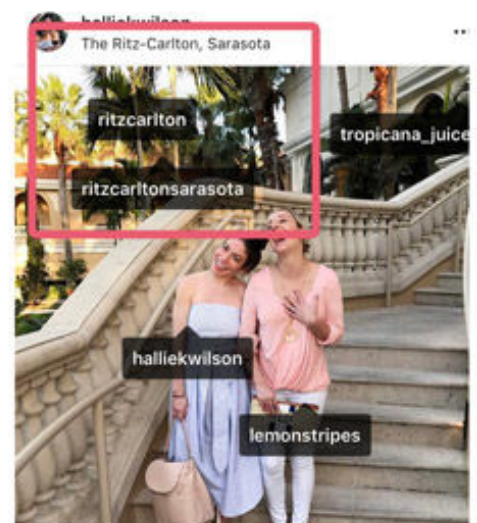 halliekwilson
The Ritz-Carlton, Sarasota
ritzcarlton
tropicana_juice
ritzcarltonsarasota
halliekwilson
lemonstripes